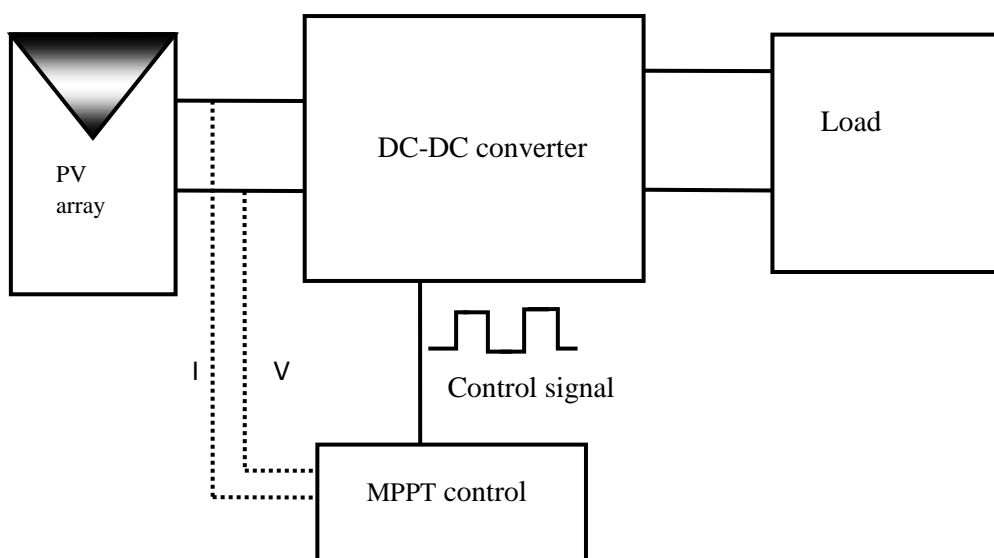 Load
DC-DC converter
PV
array
I
V
Control signal
MPPT control